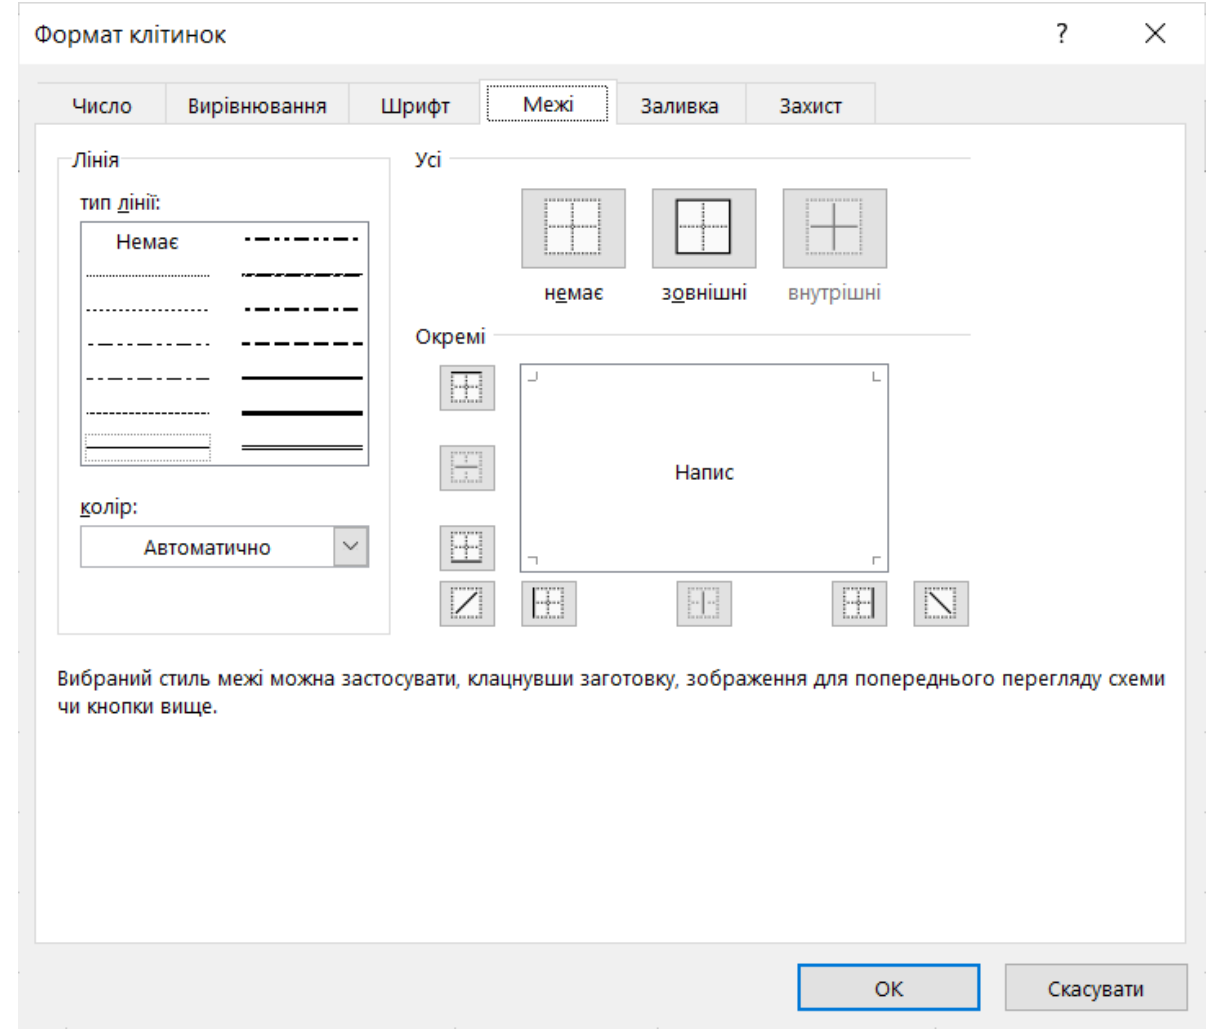 Формат клітинок ?
Число Вирівнювання Шрифт Межі Заливка Захист
Лінія
тип лінії:
Немає
колір:
Автоматично
Усі
немає зовнішні внутрішні
Окремі
Напис
Вибраний стиль межі можна застосувати, клацнувши заготовку, зображення для попереднього перегляду схеми
чи кнопки вище.
ОК Скасувати